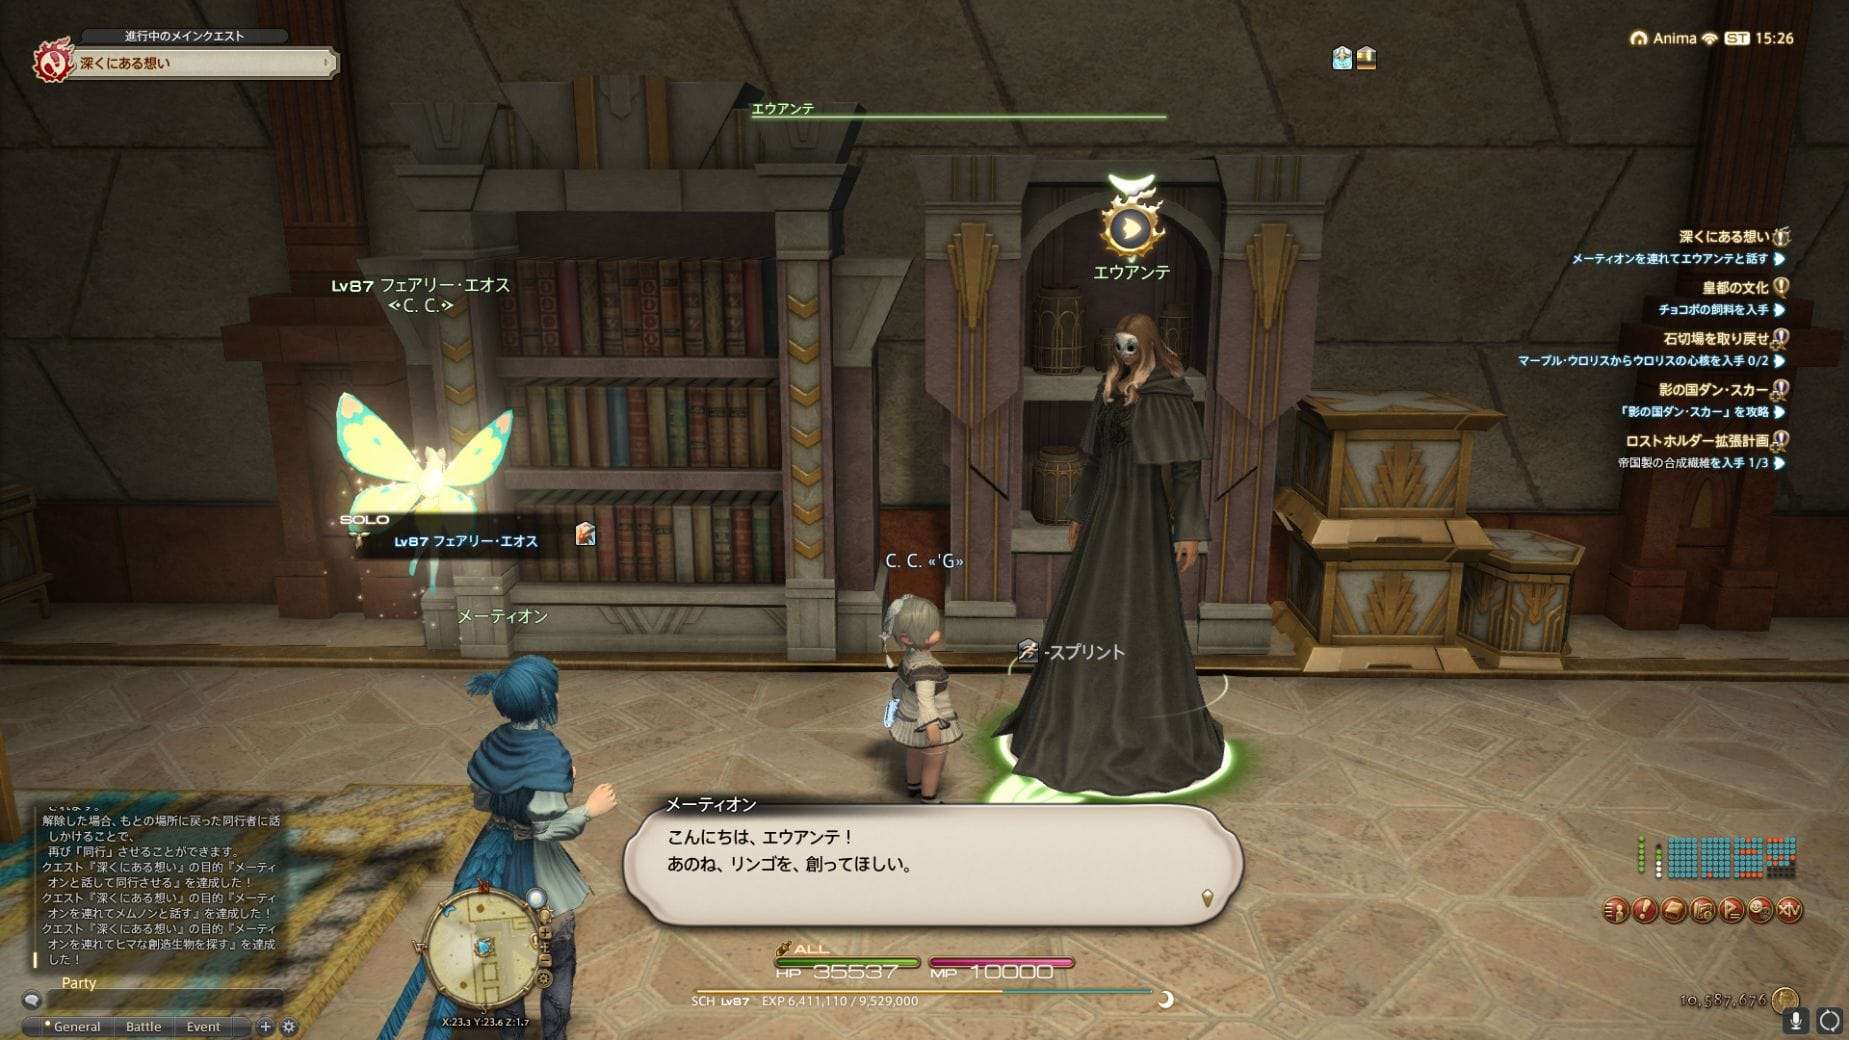 進行中のメインクエスト
深くにある想い
Anima ST 15:26
エウアンテ
エウアンテ
Lv87 フェアリー・エオス
<<C. C.>>
深くにある想い
メーティオンを連れてエウアンテと話す
皇都の文化
チョコボの飼料を入手
石切場を取り戻せ
マーブル・ウロリスからウロリスの心核を入手 0/2
影の国ダン・スカー
「影の国ダン・スカー」を攻略
ロストホルダー拡張計画
帝国製の合成繊維を入手 1/3
SOLO
Lv87 フェアリー・エオス
C. C. «'G»
メーティオン
-スプリント
メーティオン
こんにちは、エウアンテ！
あのね、リンゴを、創ってほしい。
解除した場合、もとの場所に戻った同行者に話
しかけることで、
再び「同行」させることができます。
クエスト『深くにある想い』の目的『メーティ
オンと話して同行させる』を達成した！
クエスト『深くにある想い』の目的『メーティ
オンを連れてメムノンと話す』を達成した！
クエスト『深くにある想い』の目的『メーティ
オンを連れてヒマな創造生物を探す』を達成
した！
Party
General Battle Event
X:23.3 Y:23.6 Z:1.7
ALL
HP 35537 MP 10000
SCH Lv87 EXP 6,411,110 / 9,529,000
10,587,676